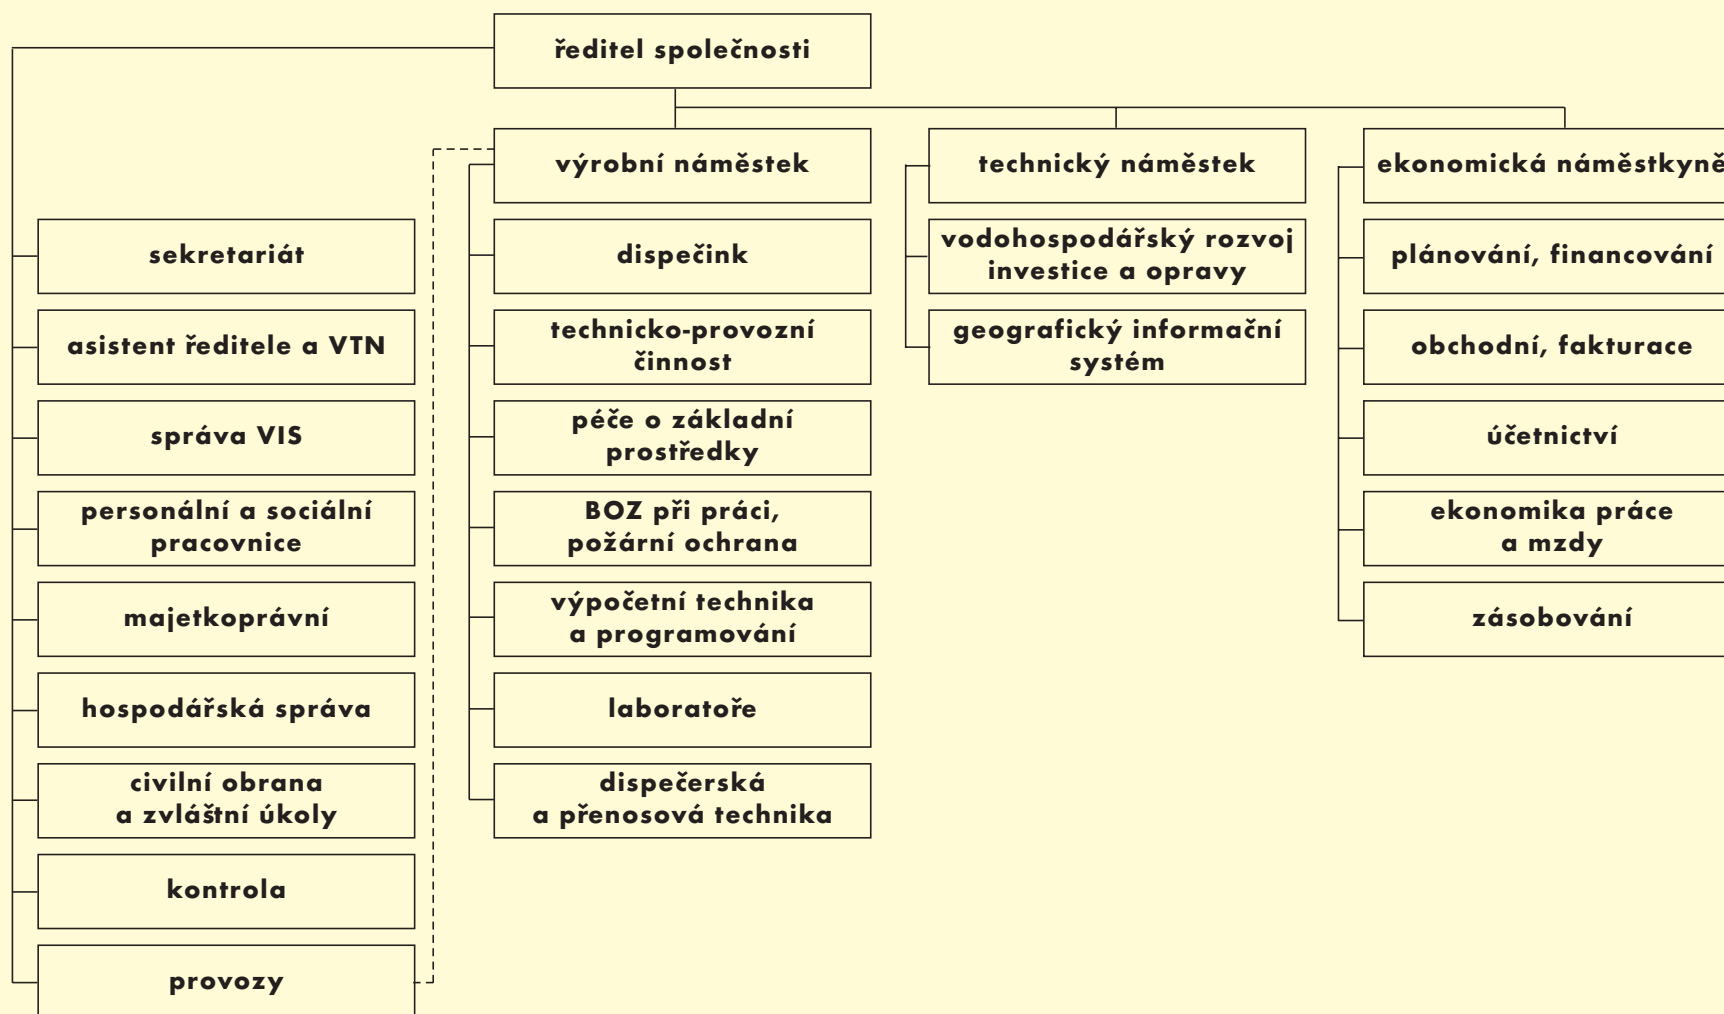 ředitel společnosti
výrobní náměstek
technický náměstek
ekonomická náměstkyně
sekretariát
asistent ředitele a VTN
správa VIS
personální a sociální
pracovnice
majetkoprávní
hospodářská správa
civilní obrana
a zvláštní úkoly
kontrola
provozy
dispečink
technicko-provozní
činnost
péče o základní
prostředky
BOZ při práci,
požární ochrana
výpočetní technika
a programování
laboratoře
dispečerská
a přenosová technika
vodohospodářský rozvoj
investice a opravy
geografický informační
systém
plánování, financování
obchodní, fakturace
účetnictví
ekonomika práce
a mzdy
zásobování